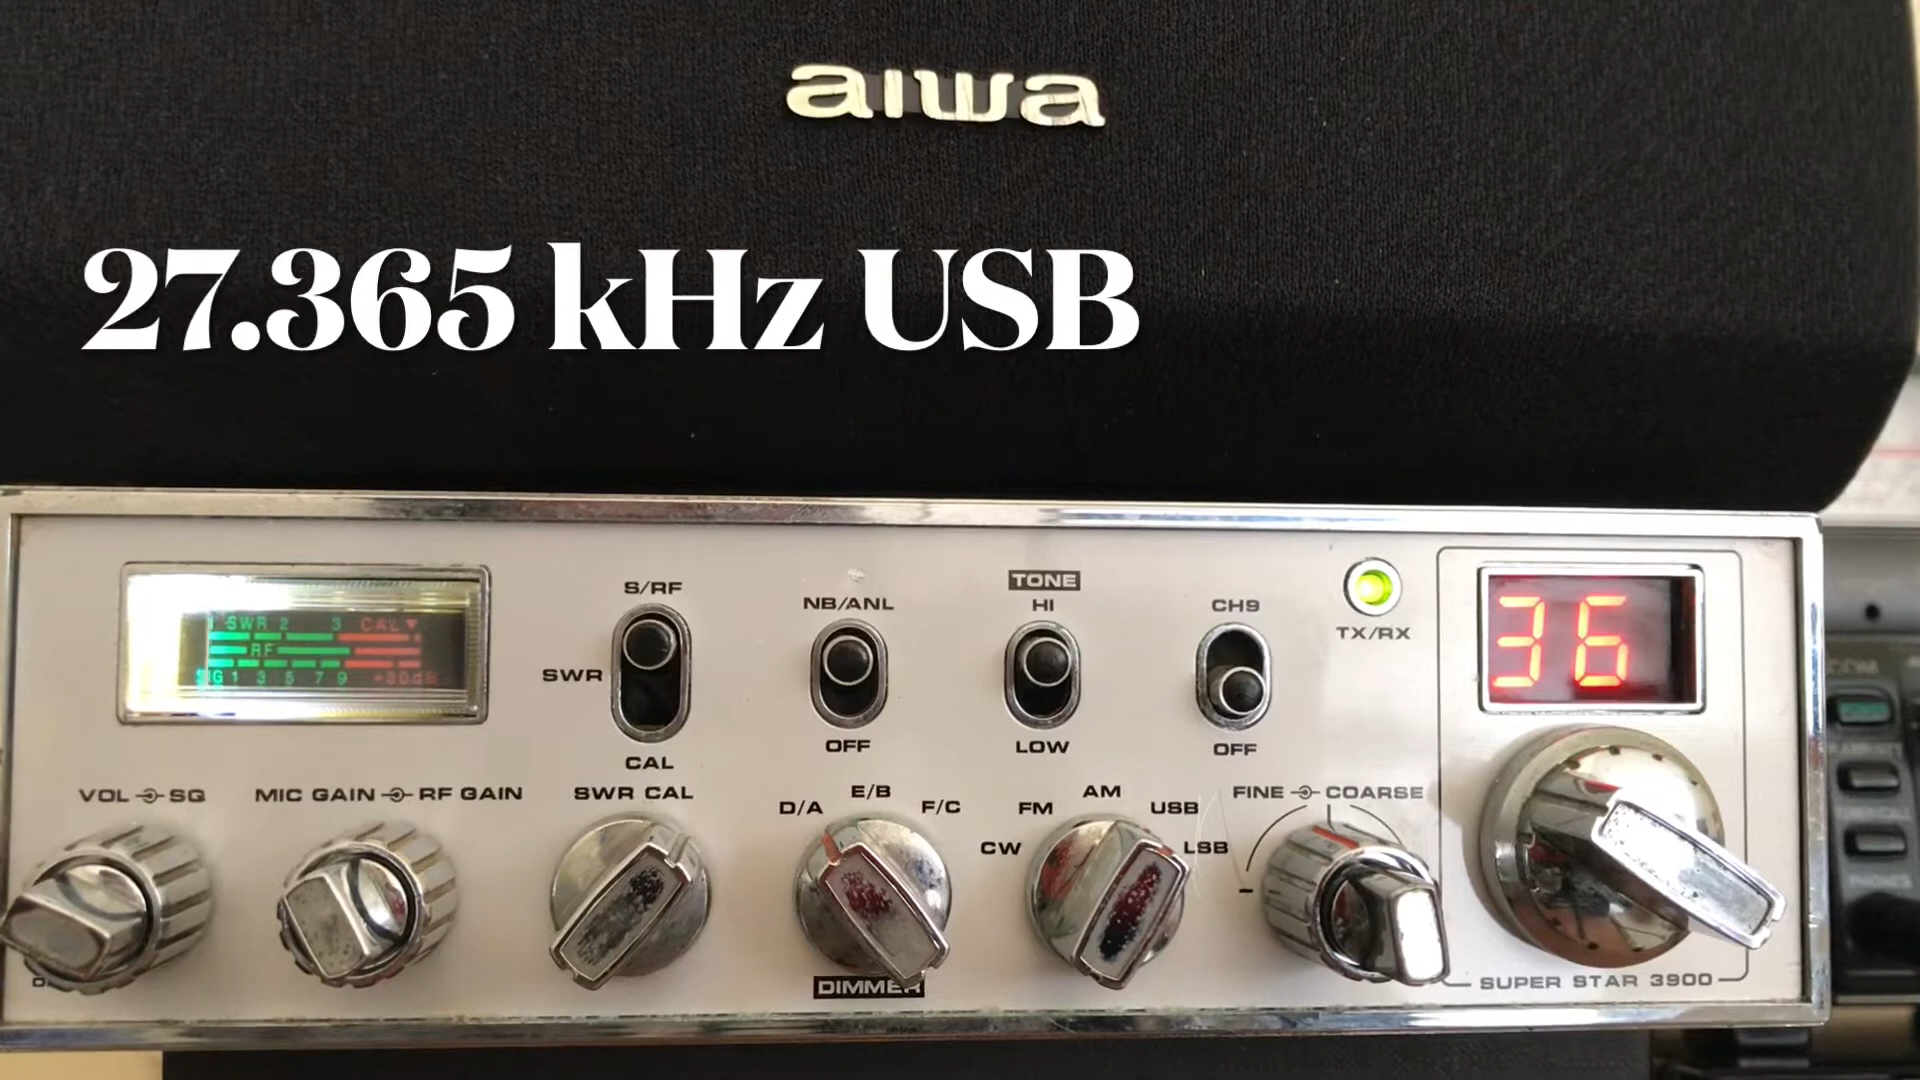 aiwa
27.365 kHz USB
S/RF
SWR
CAL
NB/ANL
OFF
TONE
HI
LOW
CH9
OFF
TX/RX
36
1 SWR 2 3 CAL
RF
SIG 1 3 5 7 9 +30dB
VOL SQ
MIC GAIN RF GAIN
SWR CAL
D/A E/B F/C
DIMMER
CW FM AM USB LSB
FINE COARSE
SUPER STAR 3900